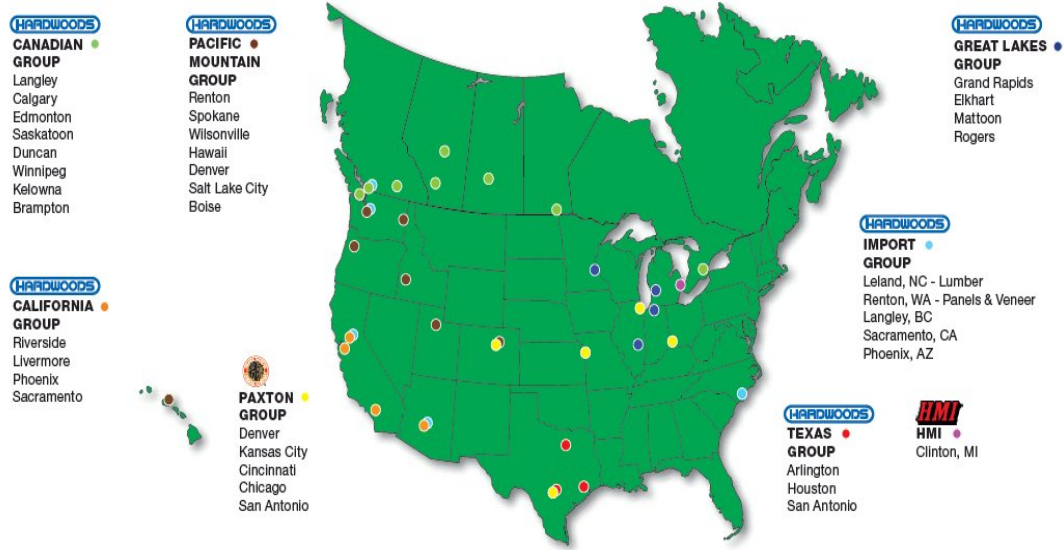 HARDWOODS
CANADIAN
GROUP
Langley
Calgary
Edmonton
Saskatoon
Duncan
Winnipeg
Kelowna
Brampton
HARDWOODS
PACIFIC
MOUNTAIN
GROUP
Renton
Spokane
Wilsonville
Hawaii
Denver
Salt Lake City
Boise
HARDWOODS
GREAT LAKES
GROUP
Grand Rapids
Elkhart
Mattoon
Rogers
HARDWOODS
IMPORT
GROUP
Leland, NC - Lumber
Renton, WA - Panels & Veneer
Langley, BC
Sacramento, CA
Phoenix, AZ
HARDWOODS
CALIFORNIA
GROUP
Riverside
Livermore
Phoenix
Sacramento
PAXTON
GROUP
Denver
Kansas City
Cincinnati
Chicago
San Antonio
HARDWOODS
TEXAS
GROUP
Arlington
Houston
San Antonio
HMI
HMI
Clinton, MI